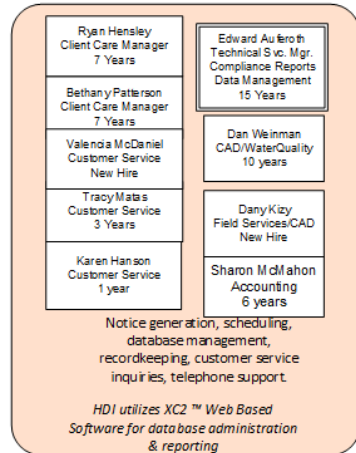 Ryan Hensley
Client Care Manager
7 Years
Bethany Patterson
Client Care Manager
7 Years
Valencia McDaniel
Customer Service
New Hire
Tracy Matas
Customer Service
3 Years
Karen Hanson
Customer Service
1 year
Edward Auferoth
Technical Svc. Mgr.
Compliance Reports
Data Management
15 Years
Dan Weinman
CAD/WaterQuality
10 years
Dany Kizy
Field Services/CAD
New Hire
Sharon McMahon
Accounting
6 years
Notice generation, scheduling,
database management,
recordkeeping, customer service
inquiries, telephone support.
HDI utilizes XC2 ™ Web Based
Software for database administration
& reporting